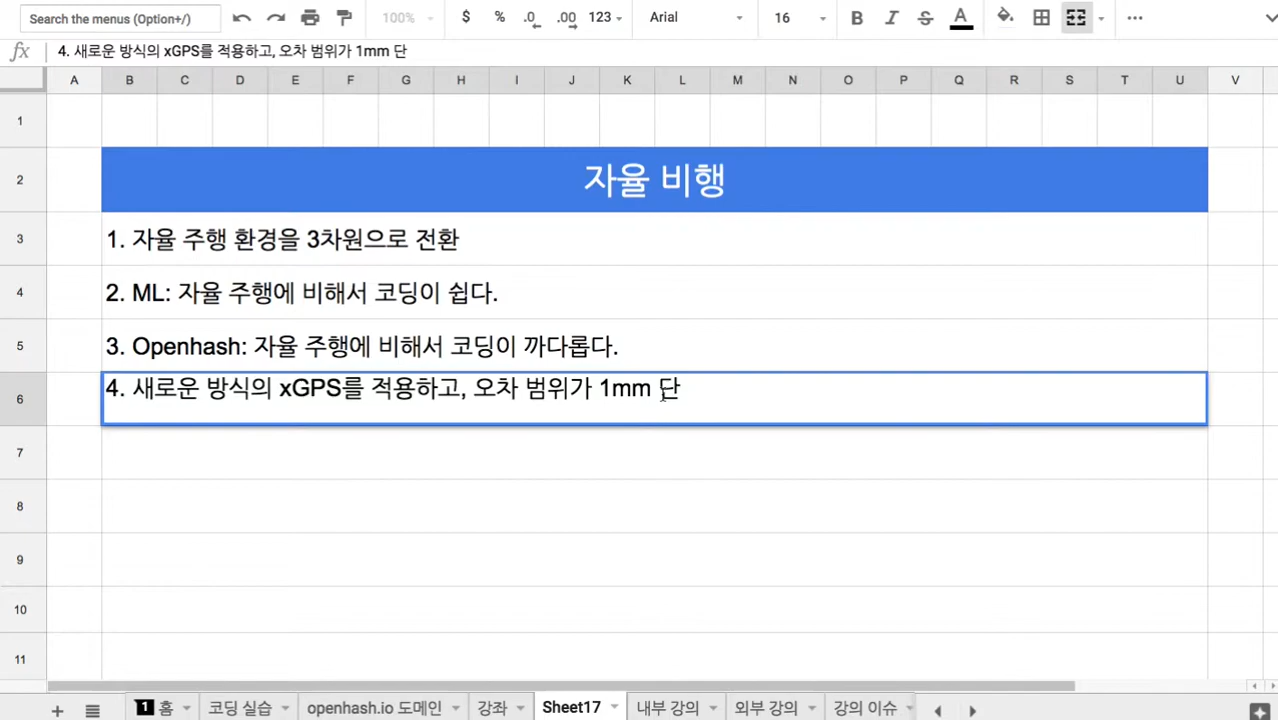 Search the menus (Option+/)
100%
$ % .0 .00 123
Arial
16
B I S A
fx 4. 새로운 방식의 xGPS를 적용하고, 오차 범위가 1mm 단
A B C D E F G H I J K L M N O P Q R S T U V
1
2 자율 비행
3 1. 자율 주행 환경을 3차원으로 전환
4 2. ML: 자율 주행에 비해서 코딩이 쉽다.
5 3. Openhash: 자율 주행에 비해서 코딩이 까다롭다.
6 4. 새로운 방식의 xGPS를 적용하고, 오차 범위가 1mm 단
7
8
9
10
11
1 홈 코딩 실습 openhash.io 도메인 강좌 Sheet17 내부 강의 외부 강의 강의 이슈